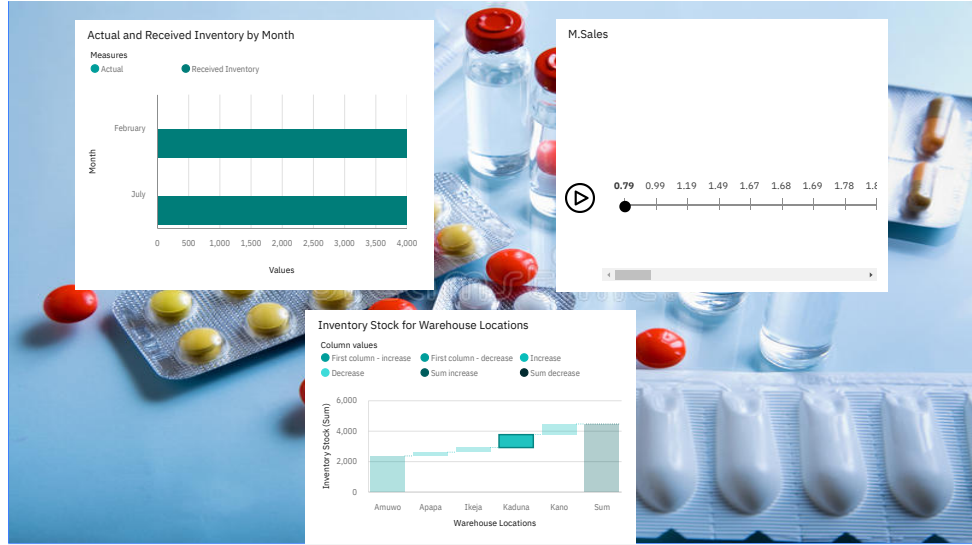 Actual and Received Inventory by Month
Measures
Actual Received Inventory
Month
February
July
0 500 1,000 1,500 2,000 2,500 3,000 3,500 4,000
Values
M.Sales
0.79 0.99 1.19 1.49 1.67 1.68 1.69 1.78
Inventory Stock for Warehouse Locations
Column values
First column - increase First column - decrease Increase
Decrease Sum increase Sum decrease
Inventory Stock (Sum)
6,000
4,000
2,000
0
Amuwo Apapa Ikeja Kaduna Kano Sum
Warehouse Locations